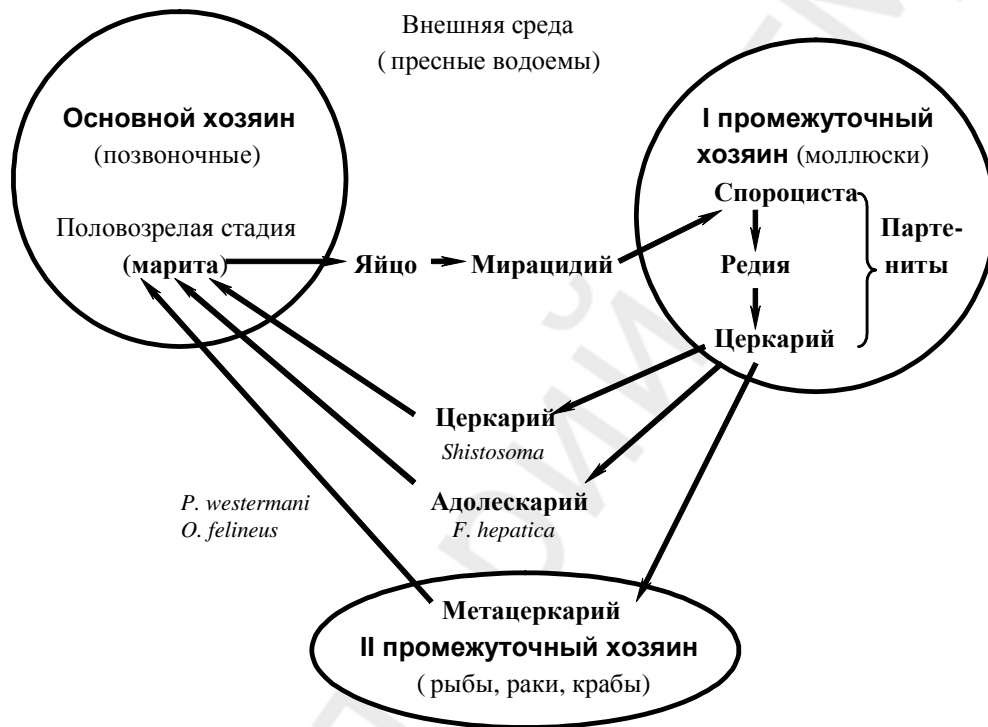 Внешняя среда
( пресные водоемы)
Основной хозяин
(позвоночные)
Половозрелая стадия
(марита)
Яйцо
Мирацидий
I промежуточный
хозяин (моллюски)
Спороциста
Редия
Церкарий
Парте-
ниты
Церкарий
Shistosoma
Адолескарий
F. hepatica
P. westermani
O. felineus
Метацеркарий
II промежуточный хозяин
( рыбы, раки, крабы)